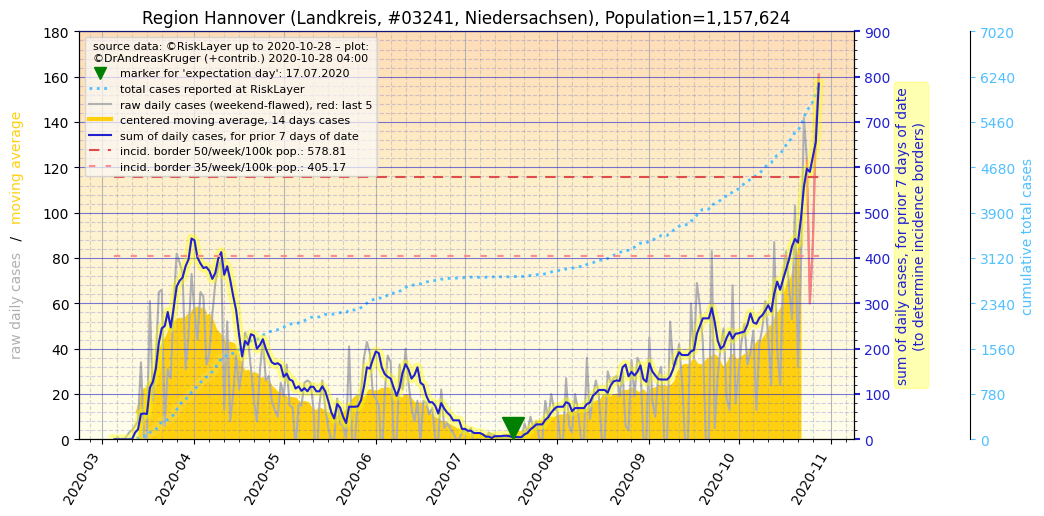 Region Hannover (Landkreis, #03241, Niedersachsen), Population=1,157,624
source data: ©RiskLayer up to 2020-10-28 – plot:
©DrAndreasKruger (+contrib.) 2020-10-28 04:00
marker for 'expectation day': 17.07.2020
total cases reported at RiskLayer
raw daily cases (weekend-flawed), red: last 5
centered moving average, 14 days cases
sum of daily cases, for prior 7 days of date
incid. border 50/week/100k pop.: 578.81
incid. border 35/week/100k pop.: 405.17
raw daily cases / moving average
180
160
140
120
100
80
60
40
20
0
2020-03
2020-04
2020-05
2020-06
2020-07
2020-08
2020-09
2020-10
2020-11
900
800
700
600
500
400
300
200
100
0
sum of daily cases, for prior 7 days of date
(to determine incidence borders)
7020
6240
5460
4680
3900
3120
2340
1560
780
0
cumulative total cases